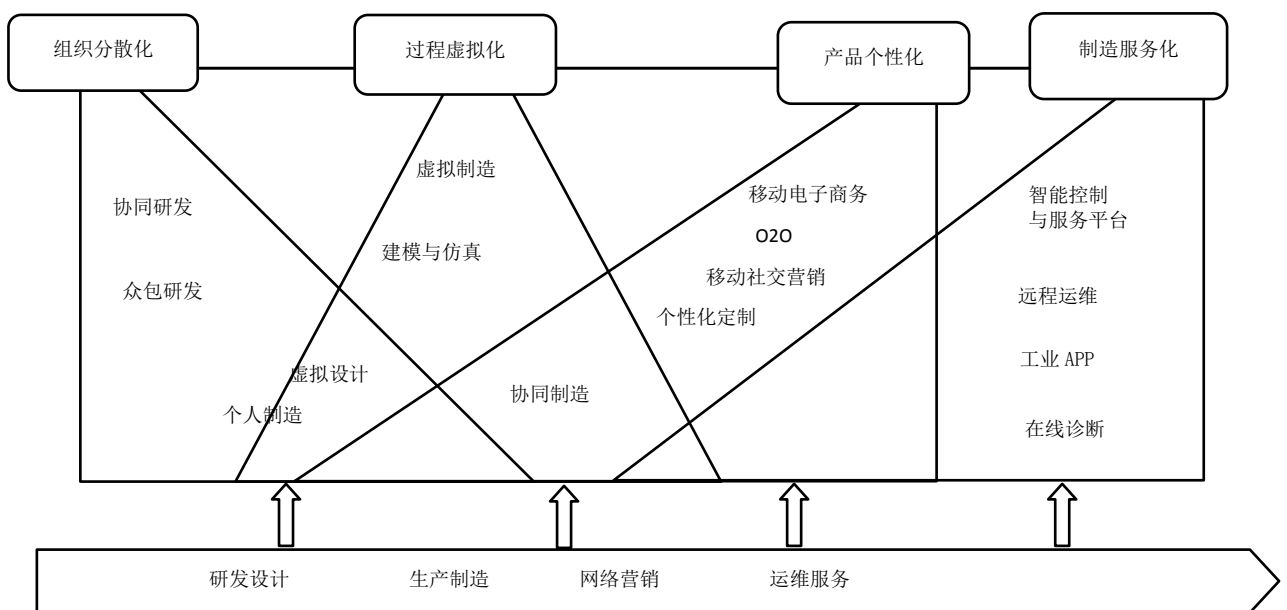 组织分散化
过程虚拟化
产品个性化
制造服务化
虚拟制造
移动电子商务
智能控制
与服务平台
协同研发
O2O
建模与仿真
移动社交营销
众包研发
远程运维
个性化定制
工业 APP
虚拟设计
协同制造
个人制造
在线诊断
研发设计
生产制造
网络营销
运维服务